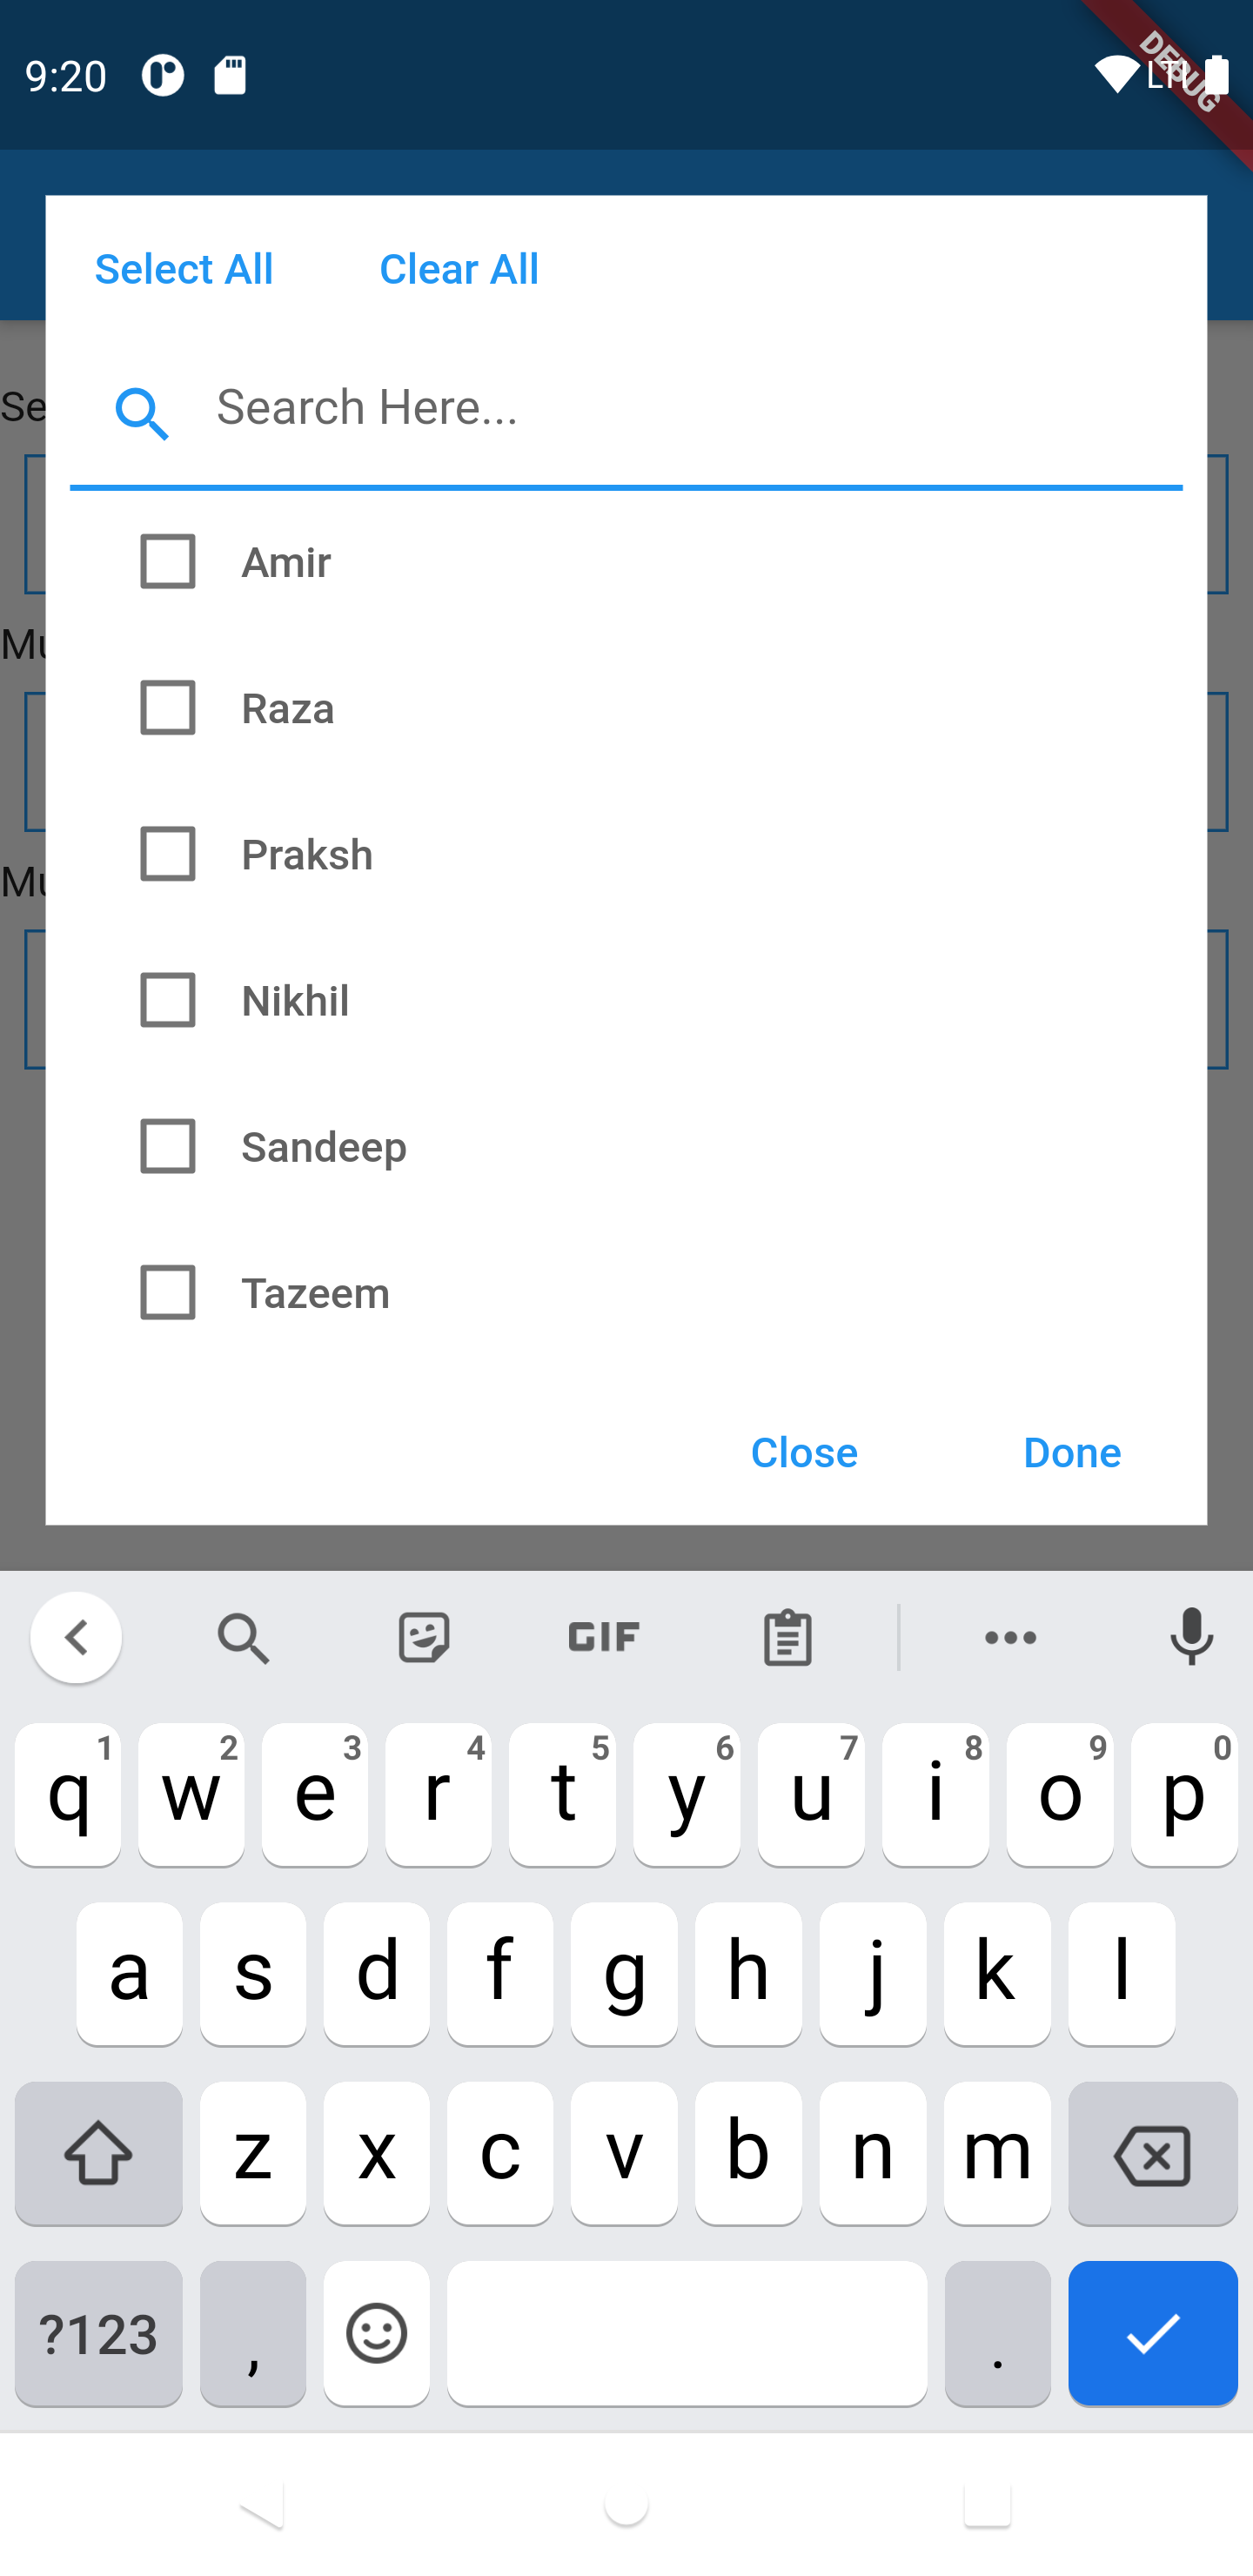 9:20 LTE
DEBUG
Select All Clear All
Se
Search Here...
Amir
Mu
Raza
Praksh
Mu
Nikhil
Sandeep
Tazeem
Close Done
GIF
q 1 w 2 e 3 r 4 t 5 y 6 u 7 i 8 o 9 p 0
a s d f g h j k l
z x c v b n m
?123 , .